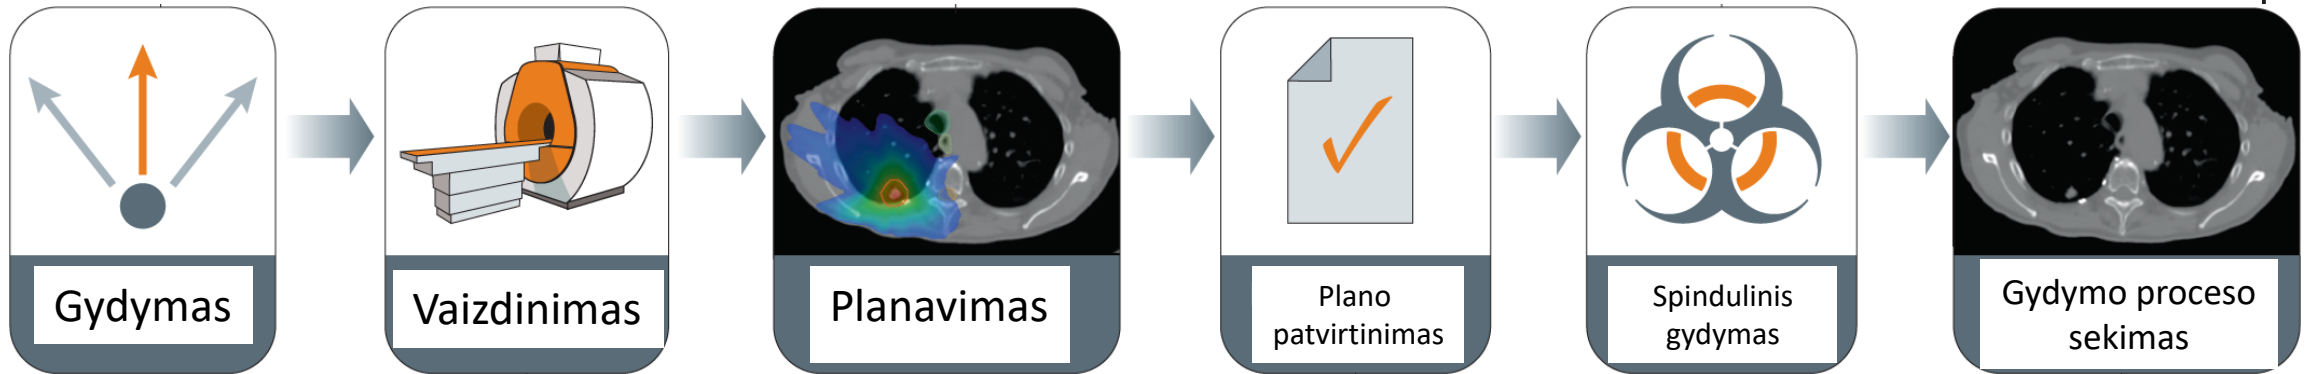 Gydymas
Vaizdinimas
Planavimas
Plano
patvirtinimas
Spindulinis
gydymas
Gydymo proceso
sekimas